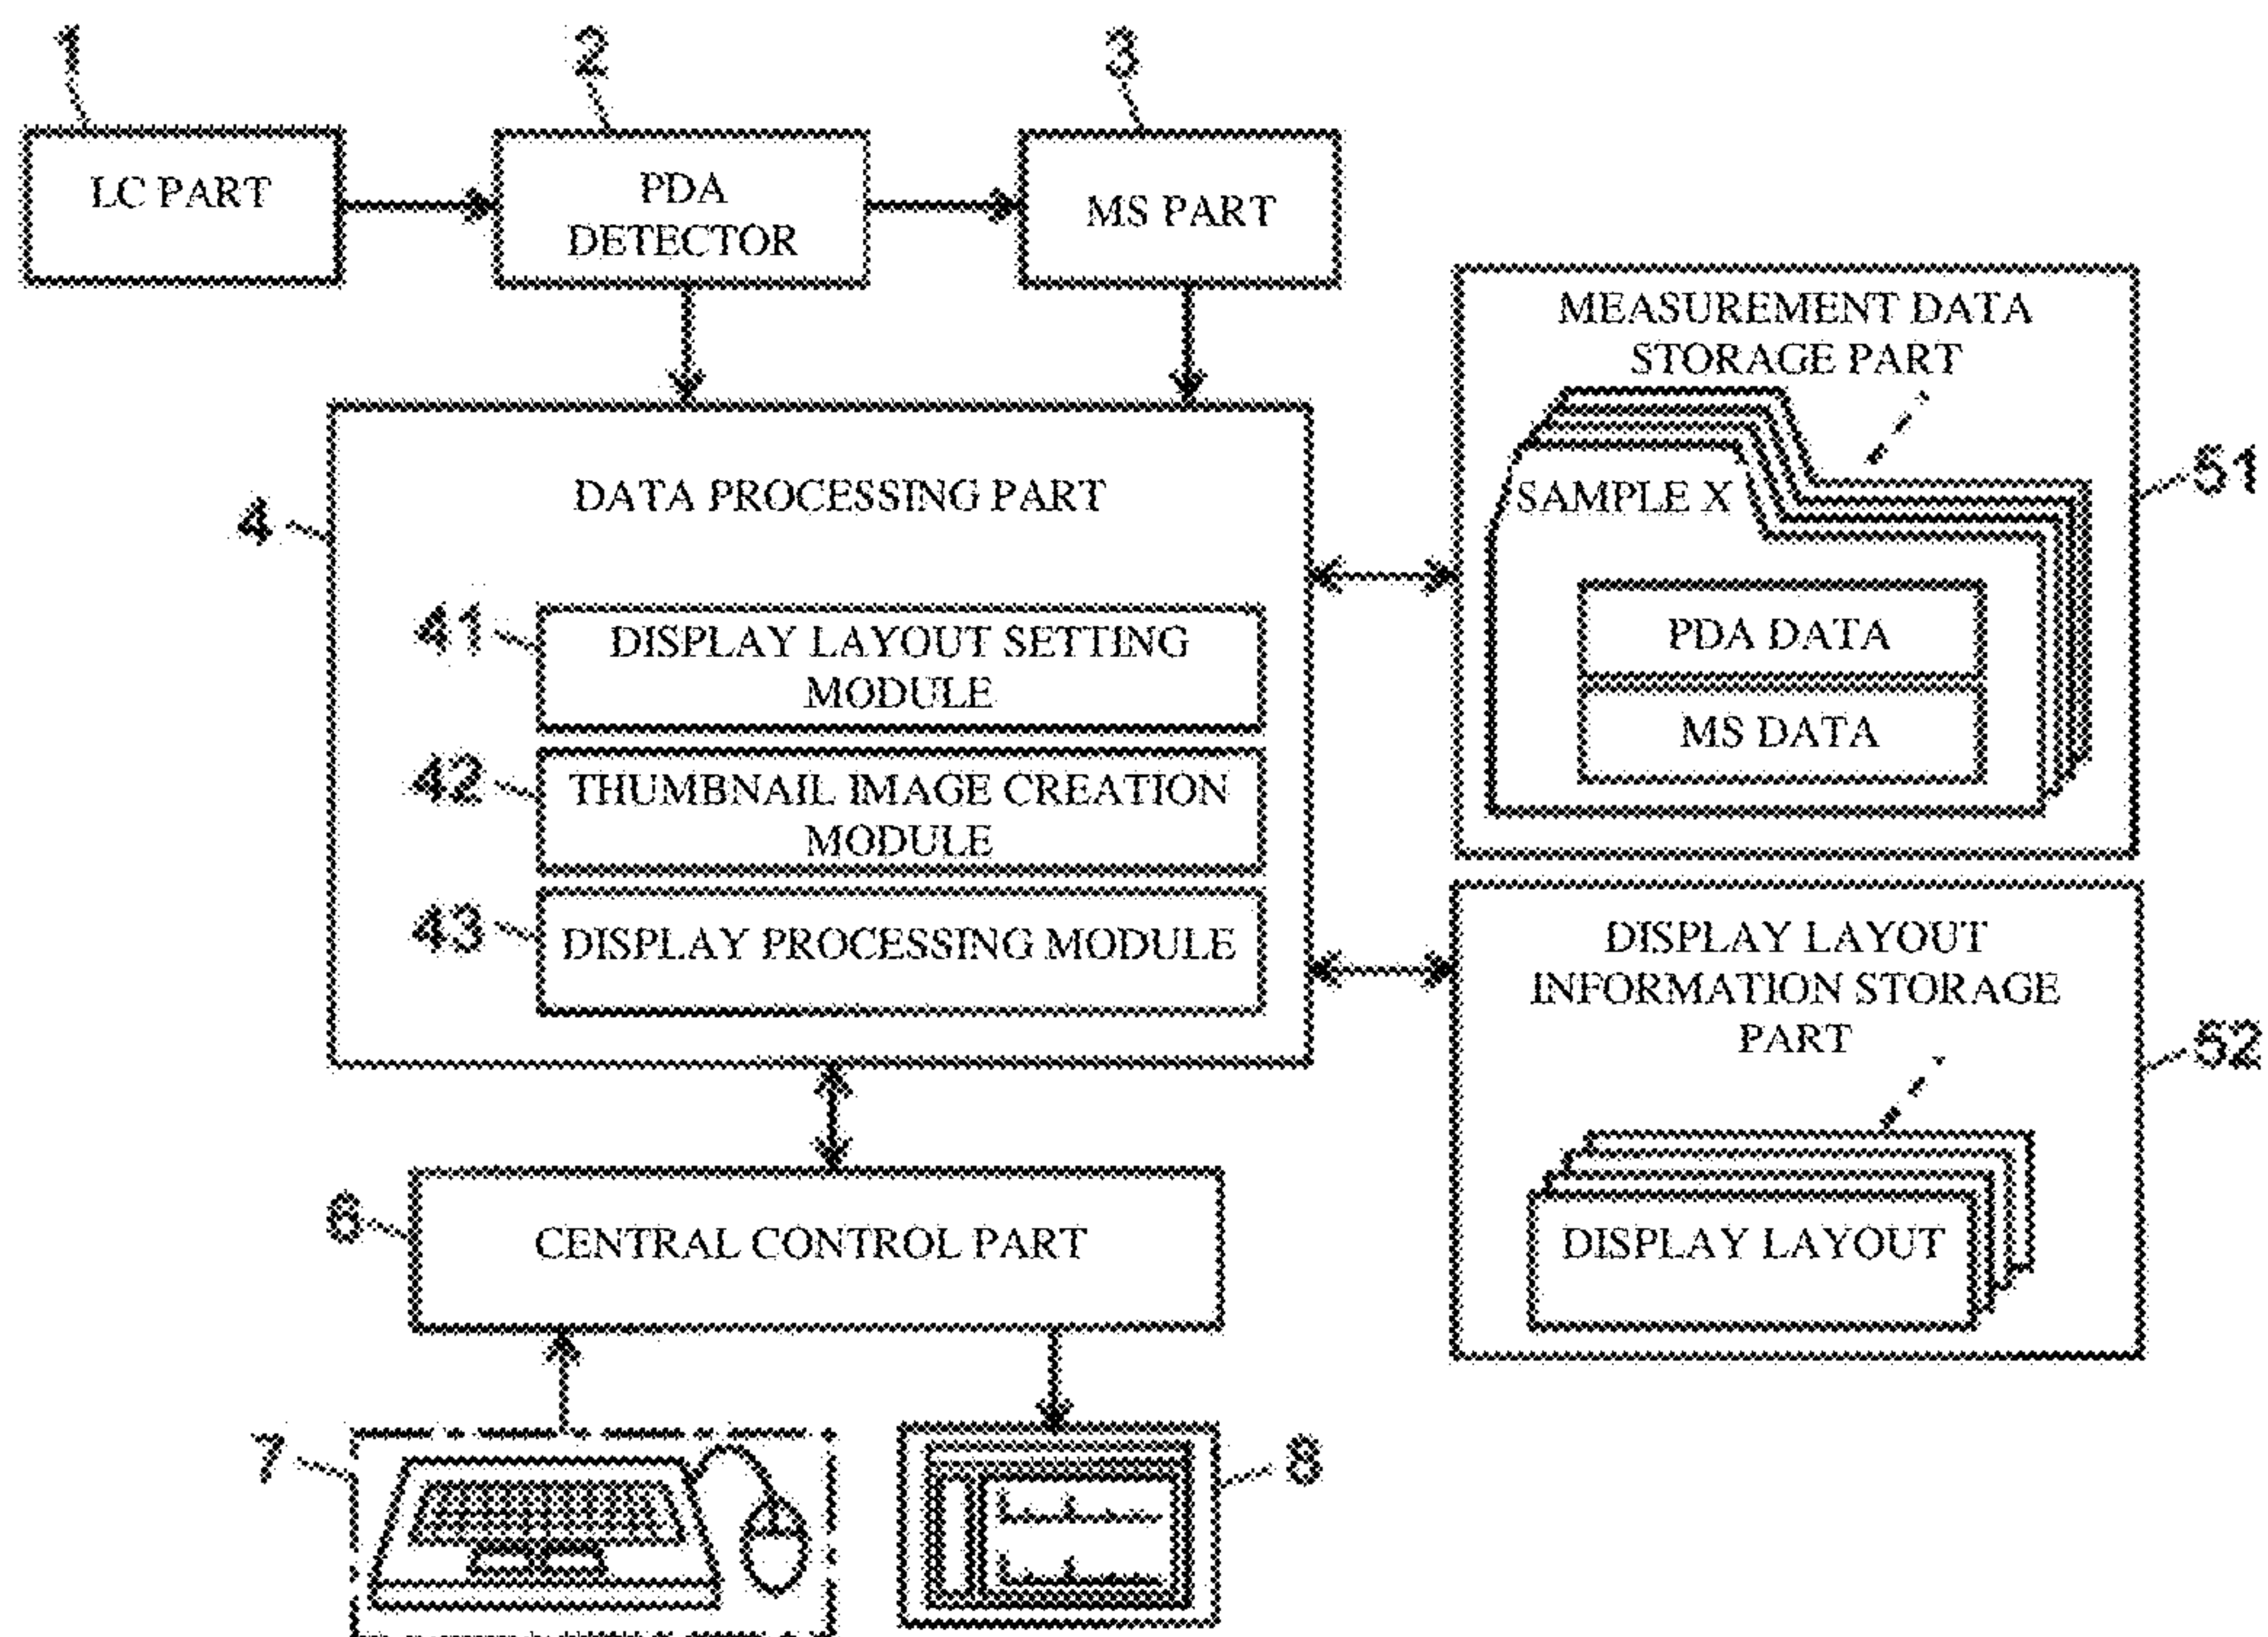 1
2
3
LC PART
PDA
DETECTOR
MS PART
MEASUREMENT DATA
STORAGE PART
51
SAMPLE X
PDA DATA
MS DATA
4
DATA PROCESSING PART
41
DISPLAY LAYOUT SETTING
MODULE
42
THUMBNAIL IMAGE CREATION
MODULE
43
DISPLAY PROCESSING MODULE
DISPLAY LAYOUT
INFORMATION STORAGE
PART
52
DISPLAY LAYOUT
6
CENTRAL CONTROL PART
7
8